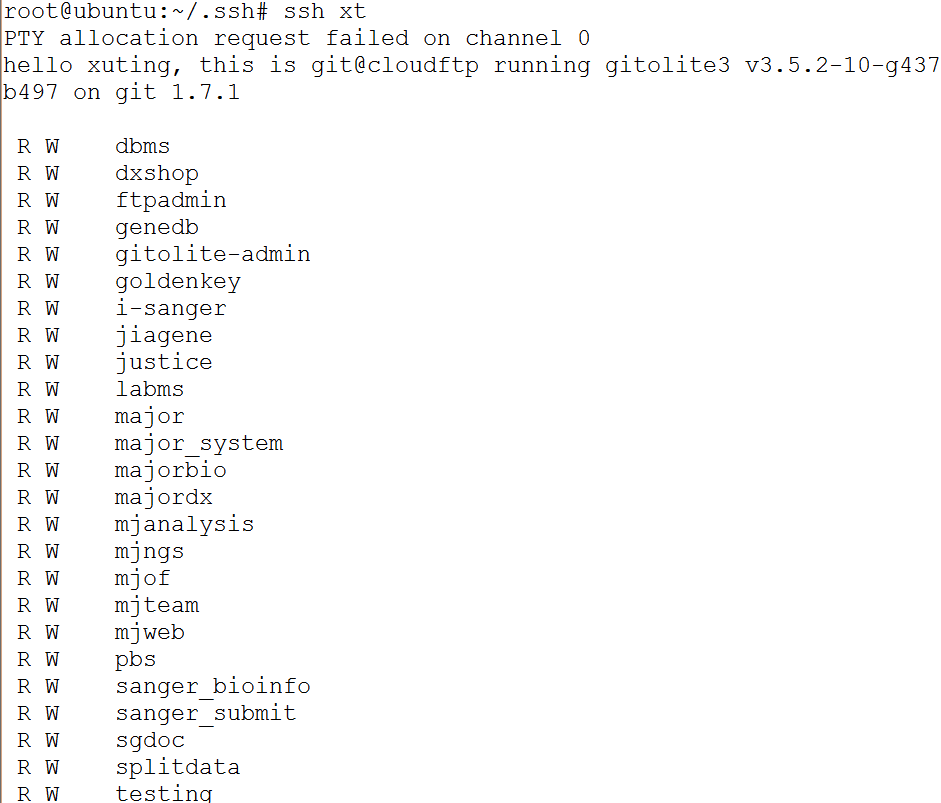 root@ubuntu:~/.ssh# ssh xt
PTY allocation request failed on channel 0
hello xuting, this is git@cloudftp running gitolite3 v3.5.2-10-g437
b497 on git 1.7.1
R W dbms
R W dxshop
R W ftpadmin
R W genedb
R W gitolite-admin
R W goldenkey
R W i-sanger
R W jiagene
R W justice
R W labms
R W major
R W major_system
R W majorbio
R W majordx
R W mjanalysis
R W mjngs
R W mjof
R W mjteam
R W mjweb
R W pbs
R W sanger_bioinfo
R W sanger_submit
R W sgdoc
R W splitdata
R W testing